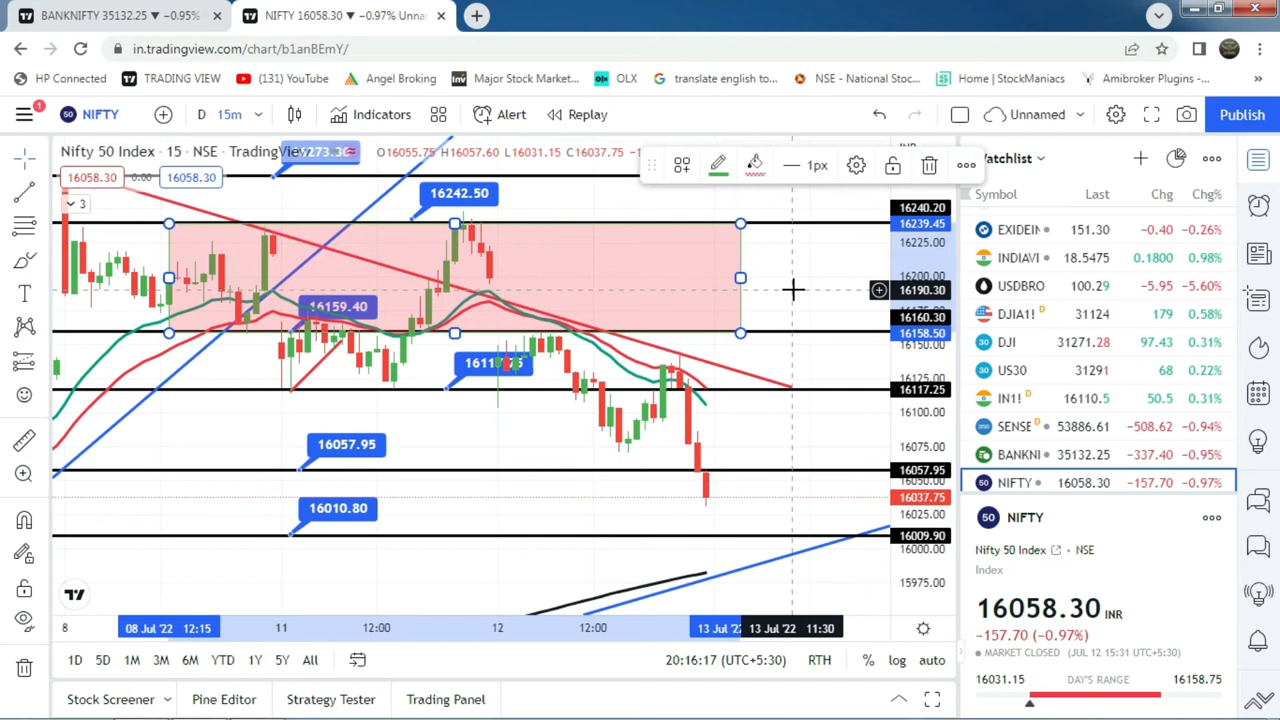 BANKNIFTY 35132.25 ▼ −0.95%
NIFTY 16058.30 ▼ −0.97% Unna
in.tradingview.com/chart/b1anBEmY/
HP Connected
TRADING VIEW
(131) YouTube
Angel Broking
Major Stock Market...
OLX
translate english to...
NSE - National Stoc...
Home | StockManiacs
Amibroker Plugins -...
»
1
50 NIFTY
D 15m
Indicators
Alert
Replay
Unnamed
Publish
Nifty 50 Index · 15 · NSE · TradingView
O16055.75 H16057.60 L16031.15 C16037.75
16058.30 0.00 16058.30
3
1px
16242.50
16159.40
16057.95
16010.80
16240.20
16239.45
16225.00
16200.00
16190.30
16160.30
16158.50
16150.00
16125.00
16117.25
16100.00
16075.00
16057.95
16050.00
16037.75
16025.00
16009.90
16000.00
15975.00
8
08 Jul '22 12:15
11
12:00
12
12:00
13 Jul '22
13 Jul '22 11:30
1D 5D 1M 3M 6M YTD 1Y 5Y All
20:16:17 (UTC+5:30)
RTH
% log auto
Stock Screener
Pine Editor
Strategy Tester
Trading Panel
Watchlist
Symbol Last Chg Chg%
EXIDEIN 151.30 −0.40 −0.26%
INDIAVI 18.5475 0.1800 0.98%
USDBRO 100.29 −5.95 −5.60%
DJIA1! D 31124 179 0.58%
30 DJI 31271.28 97.43 0.31%
30 US30 31291 68 0.22%
IN1! D 16110.5 50.5 0.31%
SENSE D 53886.61 −508.62 −0.94%
BANKNI 35132.25 −337.40 −0.95%
50 NIFTY 16058.30 −157.70 −0.97%
50 NIFTY
Nifty 50 Index · NSE
Index
16058.30 INR
−157.70 (−0.97%)
MARKET CLOSED (JUL 12 15:31 UTC+5:30)
16031.15 DAY'S RANGE 16158.75